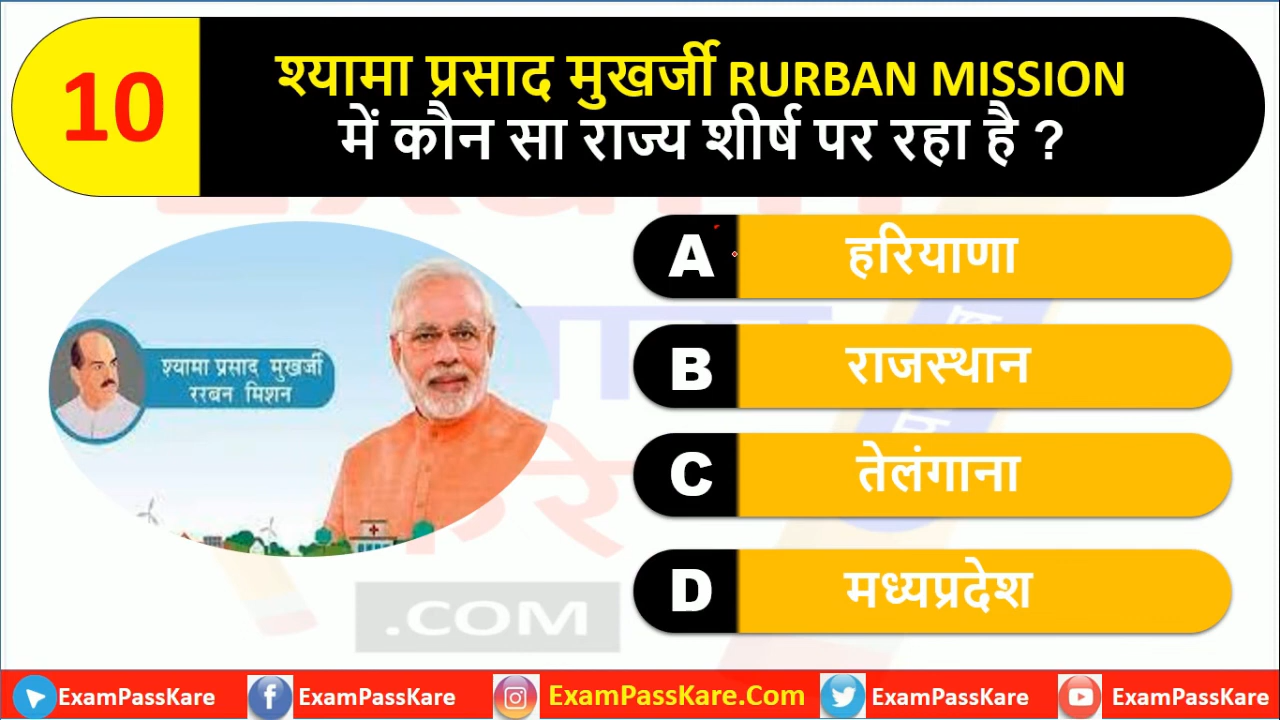 10
श्यामा प्रसाद मुखर्जी RURBAN MISSION
में कौन सा राज्य शीर्ष पर रहा है ?
श्यामा प्रसाद मुखर्जी
ररबन मिशन
A हरियाणा
B राजस्थान
C तेलंगाना
D मध्यप्रदेश
.COM
ExamPassKare ExamPassKare ExamPassKare.Com ExamPassKare ExamPassKare